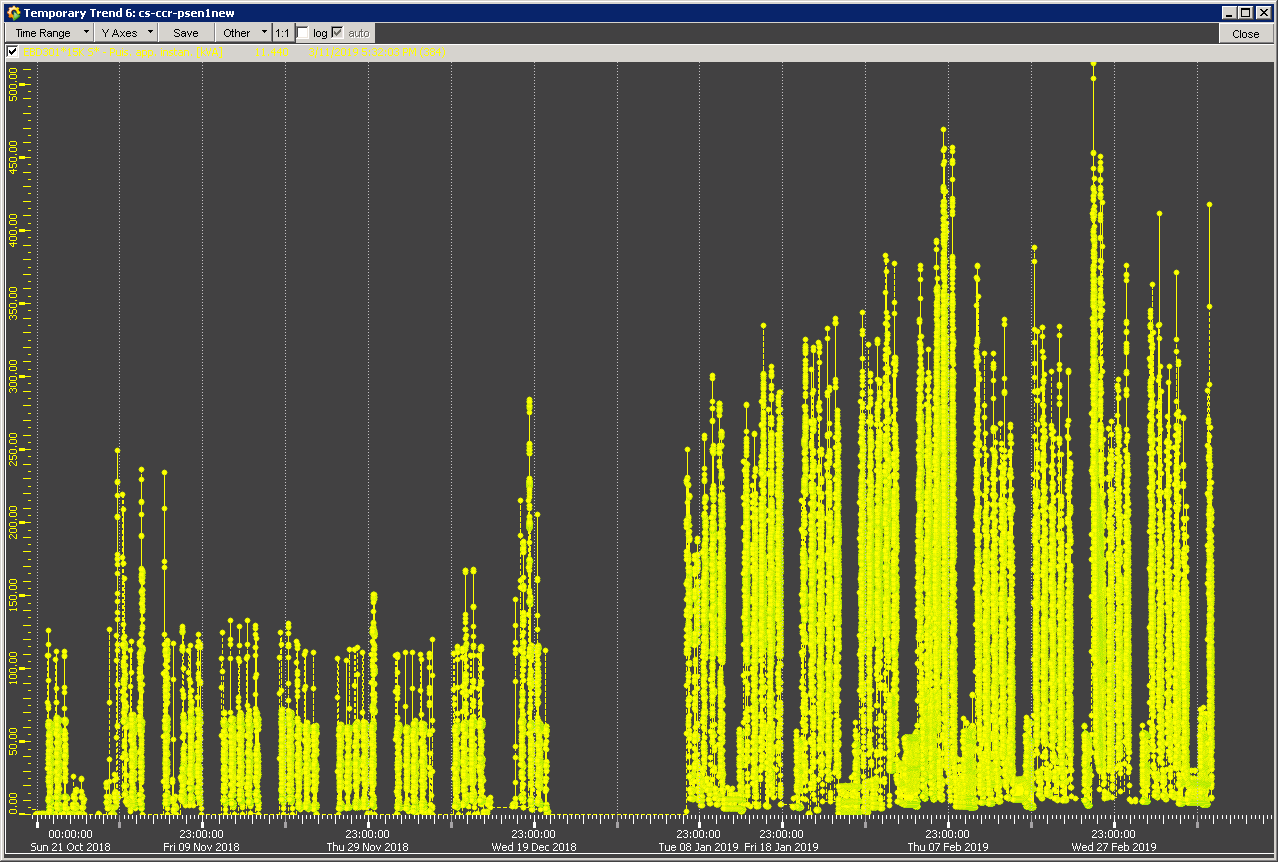 Temporary Trend 6: cs-ccr-psen1new
Time Range Y Axes Save Other 1:1 log auto Close
500.00
450.00
400.00
350.00
300.00
250.00
200.00
150.00
100.00
50.00
0.00
00:00:00 23:00:00 23:00:00 23:00:00 23:00:00 23:00:00 23:00:00 23:00:00
Sun 21 Oct 2018 Fri 09 Nov 2018 Thu 29 Nov 2018 Wed 19 Dec 2018 Tue 08 Jan 2019 Fri 18 Jan 2019 Thu 07 Feb 2019 Wed 27 Feb 2019